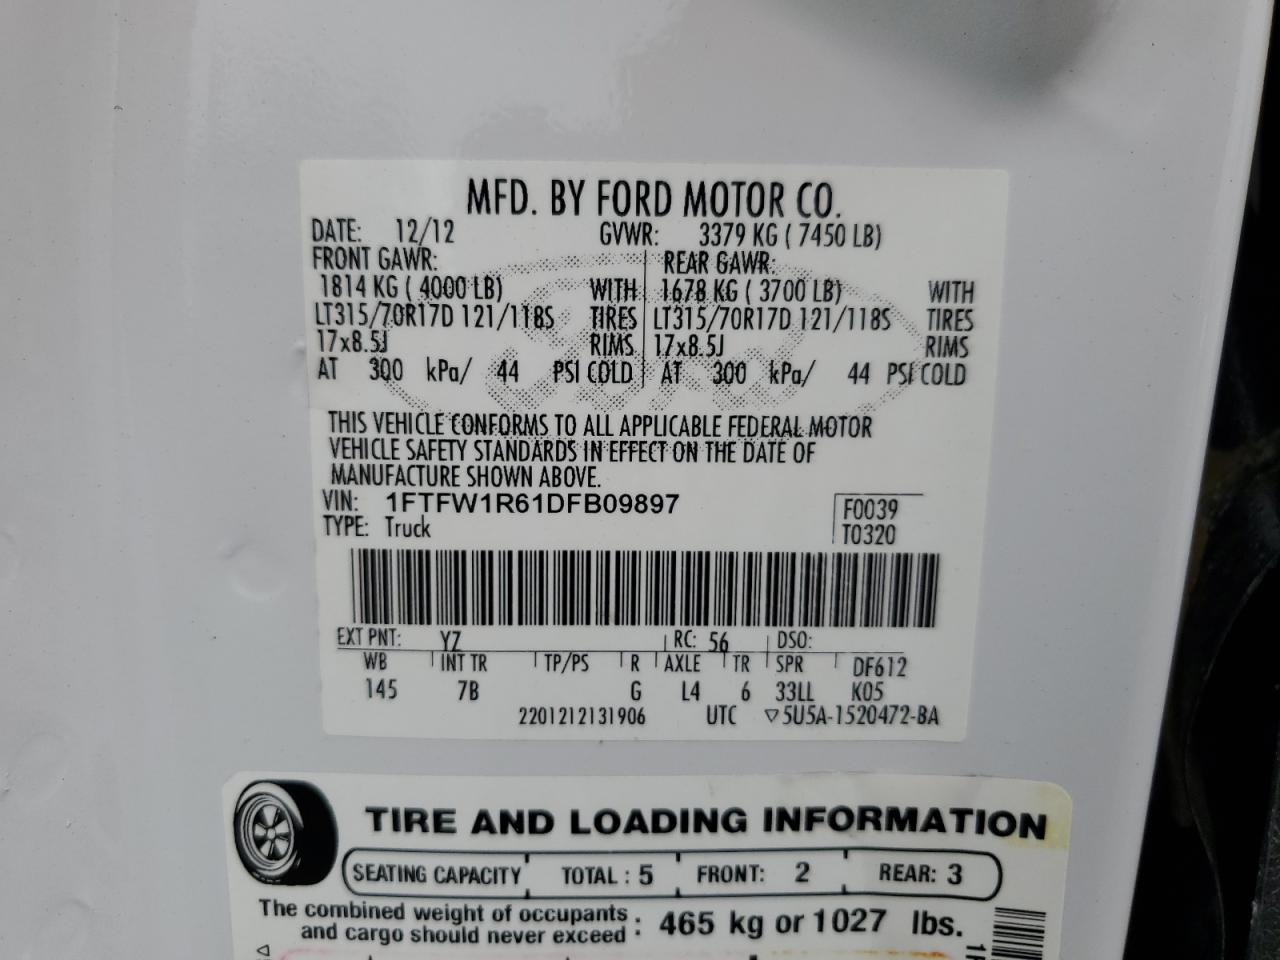 MFD. BY FORD MOTOR CO.
DATE: 12/12 GVWR: 3379 KG ( 7450 LB)
FRONT GAWR: REAR GAWR:
1814 KG ( 4000 LB) WITH 1678 KG ( 3700 LB) WITH
LT315/70R17D 121/118S TIRES LT315/70R17D 121/118S TIRES
17x8.5J RIMS 17x8.5J RIMS
AT 300 kPa/ 44 PSI COLD AT 300 kPa/ 44 PSI COLD
THIS VEHICLE CONFORMS TO ALL APPLICABLE FEDERAL MOTOR
VEHICLE SAFETY STANDARDS IN EFFECT ON THE DATE OF
MANUFACTURE SHOWN ABOVE.
VIN: 1FTFW1R61DFB09897 F0039
TYPE: Truck T0320
EXT PNT: YZ RC: 56 DSO:
WB INT TR TP/PS R AXLE TR SPR DF612
145 7B G L4 6 33LL K05
2201212131906 UTC ▽5U5A-1520472-BA
TIRE AND LOADING INFORMATION
SEATING CAPACITY TOTAL : 5 FRONT: 2 REAR: 3
The combined weight of occupants
and cargo should never exceed : 465 kg or 1027 lbs.